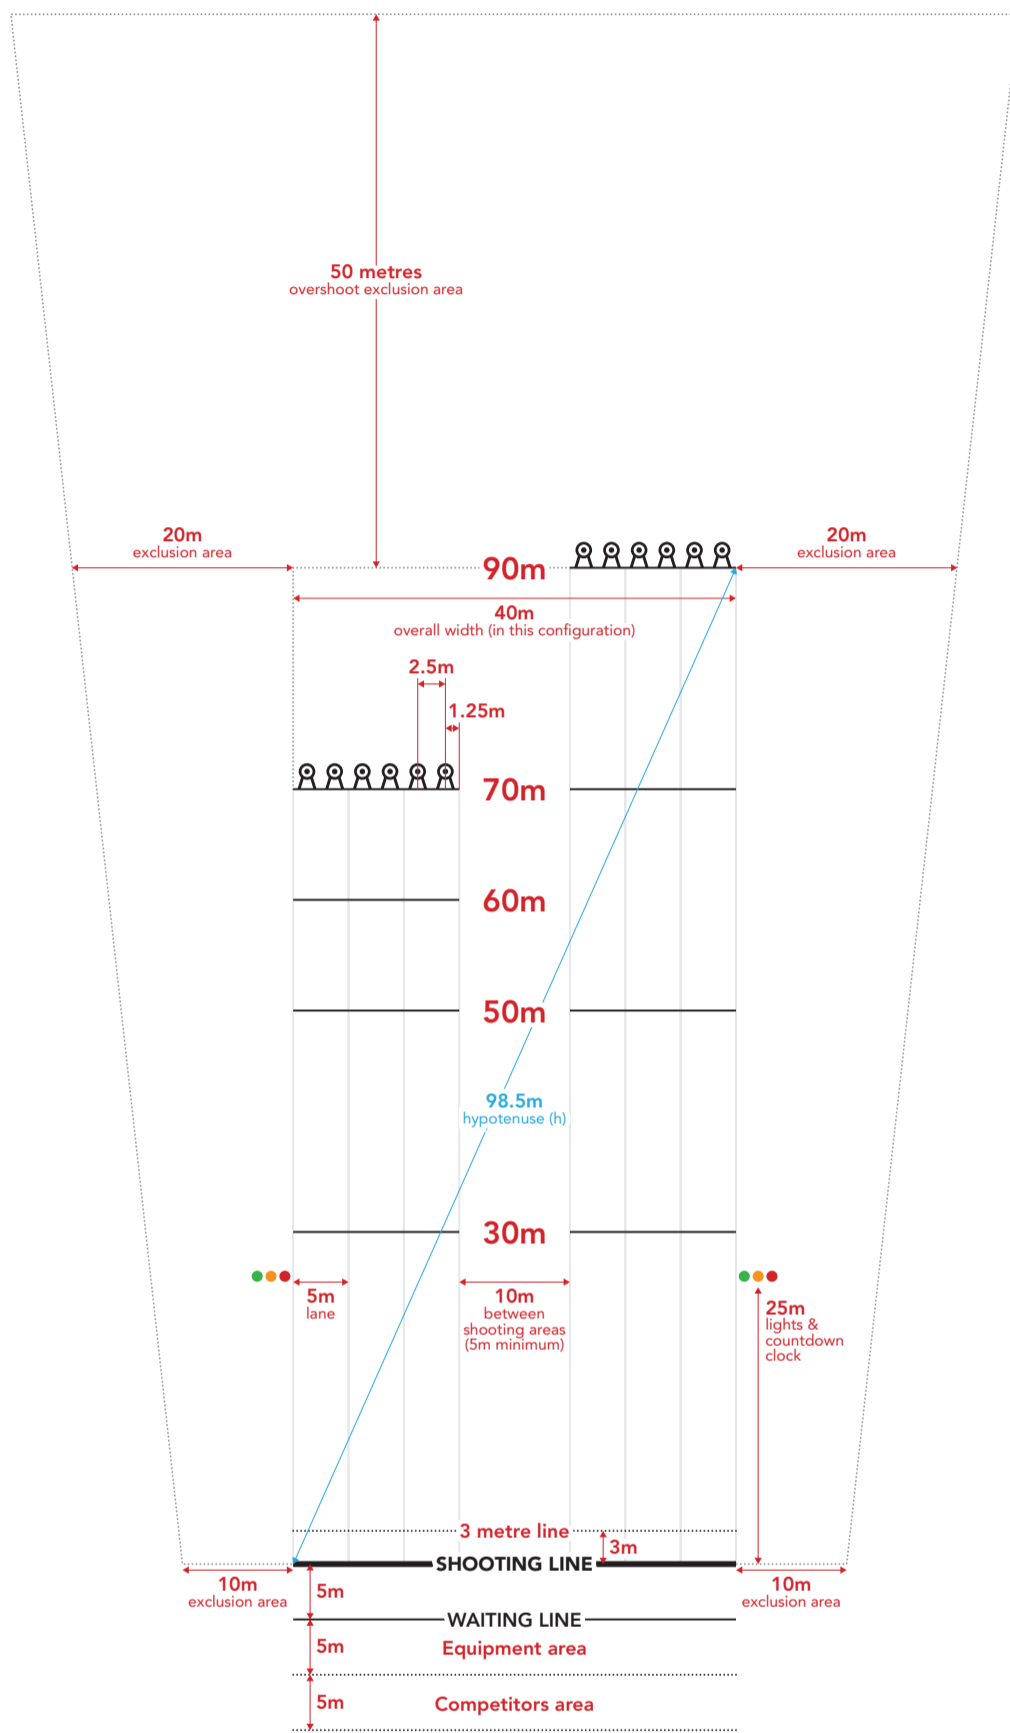 50 metres
overshoot exclusion area
20m
exclusion area
20m
exclusion area
90m
40m
overall width (in this configuration)
2.5m
1.25m
70m
60m
50m
98.5m
hypotenuse (h)
30m
5m
lane
10m
between
shooting areas
(5m minimum)
25m
lights &
countdown
clock
3 metre line
3m
SHOOTING LINE
10m
exclusion area
5m
10m
exclusion area
WAITING LINE
5m
Equipment area
5m
Competitors area